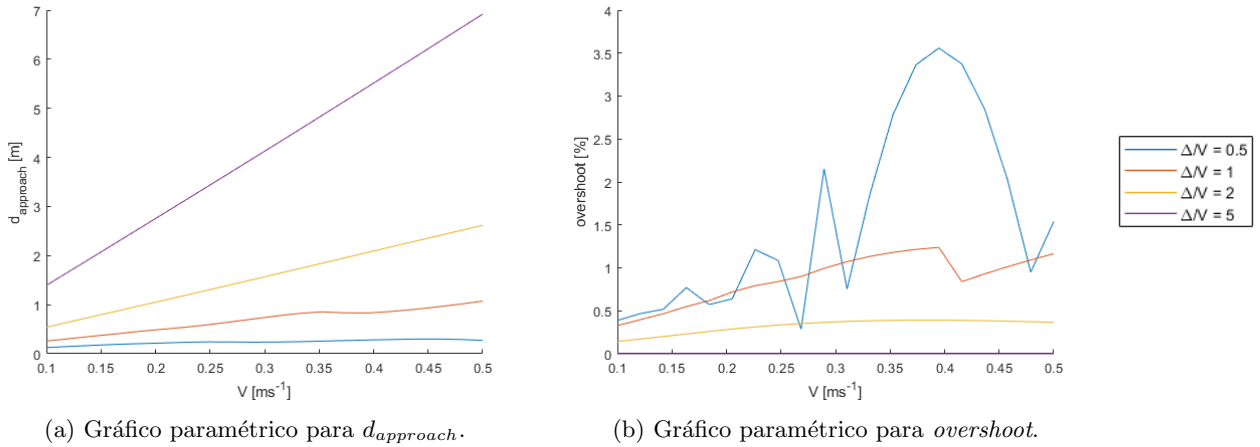 7
6
5
4
3
2
1
0
d_approach [m]
0.1 0.15 0.2 0.25 0.3 0.35 0.4 0.45 0.5
V [ms⁻¹]
(a) Gráfico paramétrico para d_approach.
4
3.5
3
2.5
2
1.5
1
0.5
0
overshoot [%]
0.1 0.15 0.2 0.25 0.3 0.35 0.4 0.45 0.5
V [ms⁻¹]
(b) Gráfico paramétrico para overshoot.
Δ/V = 0.5
Δ/V = 1
Δ/V = 2
Δ/V = 5